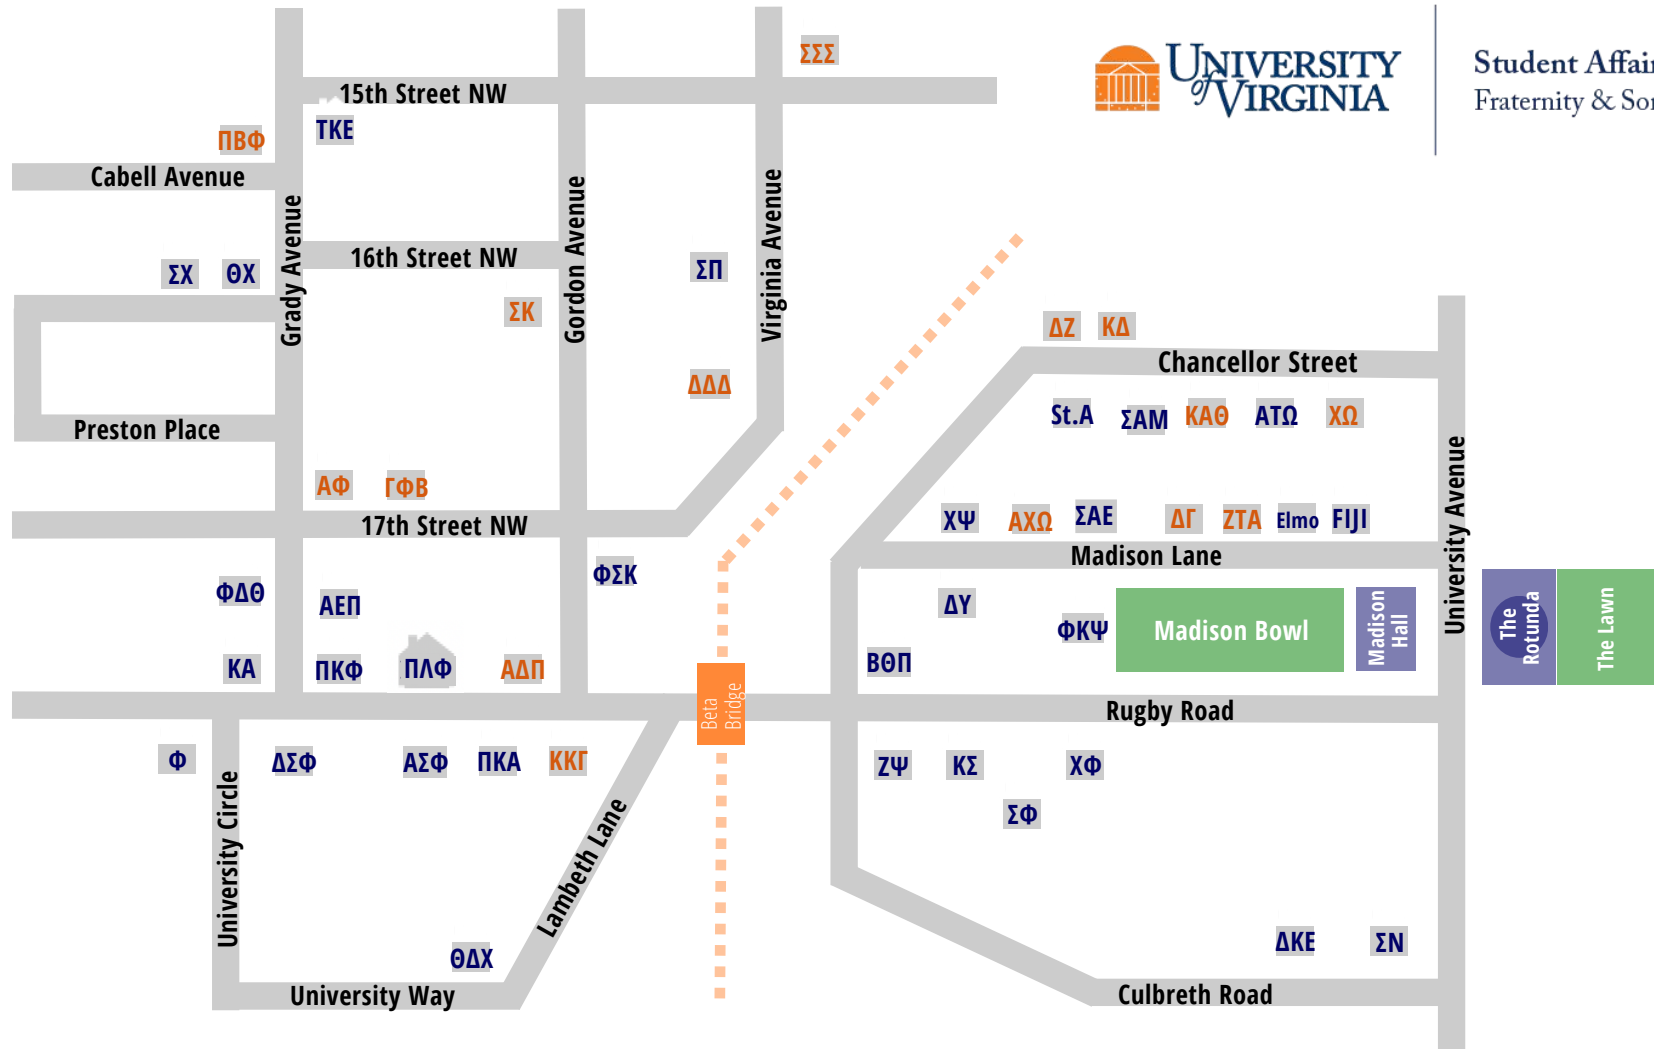 ΣΣΣ
UNIVERSITY
of VIRGINIA
Student Affair
Fraternity & Sor
15th Street NW
ΤΚΕ
ΠΒΦ
Cabell Avenue
Grady Avenue
Gordon Avenue
Virginia Avenue
16th Street NW
ΣΧ
ΘΧ
ΣΠ
ΣΚ
ΔΖ
ΚΔ
Chancellor Street
ΔΔΔ
St.A
ΣΑΜ
ΚΑΘ
ΑΤΩ
ΧΩ
Preston Place
ΑΦ
ΓΦΒ
17th Street NW
ΧΨ
ΑΧΩ
ΣΑΕ
ΔΓ
ΖΤΑ
Elmo
FIJI
University Avenue
Madison Lane
ΦΣΚ
ΦΔΘ
ΑΕΠ
ΔΥ
ΦΚΨ
Madison Bowl
Madison
Hall
The
Rotunda
The Lawn
ΚΑ
ΠΚΦ
ΠΛΦ
ΑΔΠ
ΒΘΠ
Beta
Bridge
Rugby Road
Φ
ΔΣΦ
ΑΣΦ
ΠΚΑ
ΚΚΓ
ΖΨ
ΚΣ
ΧΦ
ΣΦ
University Circle
Lambeth Lane
ΘΔΧ
ΔΚΕ
ΣΝ
University Way
Culbreth Road